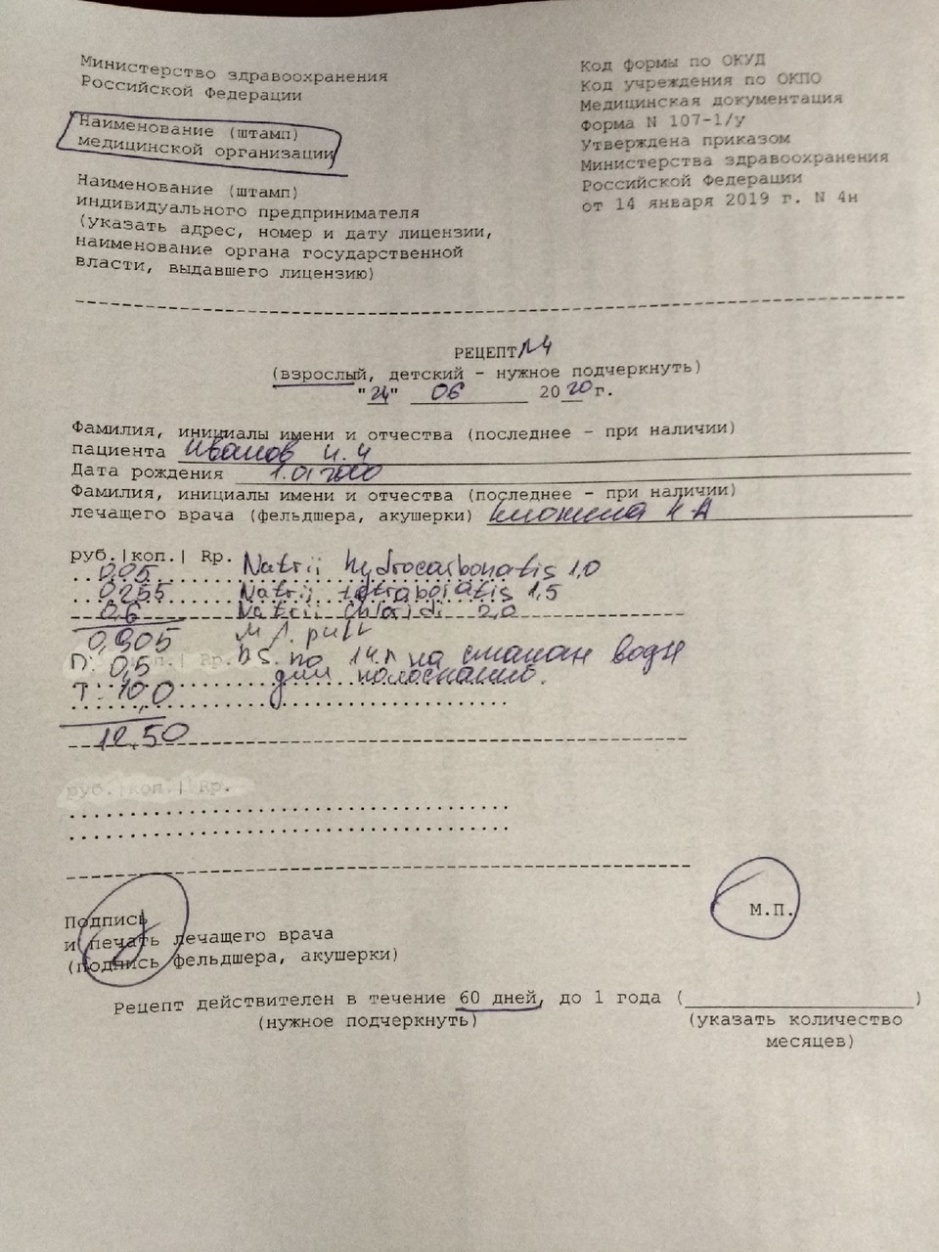 Министерство здравоохранения
Российской Федерации
Наименование (штамп)
медицинской организации
Наименование (штамп)
индивидуального предпринимателя
(указать адрес, номер и дату лицензии,
наименование органа государственной
власти, выдавшего лицензию)
Код формы по ОКУД
Код учреждения по ОКПО
Медицинская документация
Форма N 107-1/у
Утверждена приказом
Министерства здравоохранения
Российской Федерации
от 14 января 2019 г. N 4н
РЕЦЕПТ №4
(взрослый, детский - нужное подчеркнуть)
" " 06 20 20 г.
Фамилия, инициалы имени и отчества (последнее - при наличии)
пациента Иванов И.И
Дата рождения 1.01.2000
Фамилия, инициалы имени и отчества (последнее - при наличии)
лечащего врача (фельдшера, акушерки)
руб.|коп.| Rp. Natrii hydrocarbonatis 1,0
0,05
0,255 Natrii tetraboratis 1,5
0,6 Natrii Chloridi 2,0
0,905 M.f. pulv
П: 0,5 D.S. по 1ч.л на стакан воды
Т: 10,0 для полоскания.
12,50
руб.|коп.| Rp.
Подпись
и печать лечащего врача
(подпись фельдшера, акушерки)
М.П.
Рецепт действителен в течение 60 дней, до 1 года (
)
(нужное подчеркнуть)
(указать количество
месяцев)